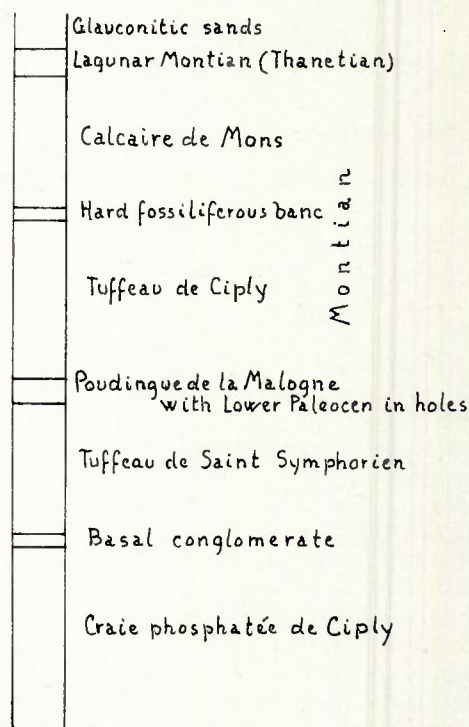 Glauconitic sands
Lagunar Montian (Thanetian)
Calcaire de Mons
Hard fossiliferous banc
Montian
Tuffeau de Ciply
Poudingue de la Malogne
with Lower Paleocen in holes
Tuffeau de Saint Symphorien
Basal conglomerate
Craie phosphatée de Ciply